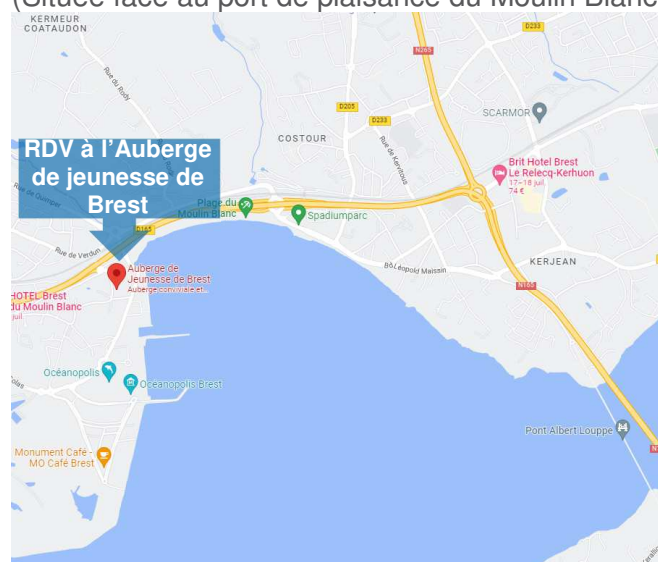 (Située face au port de plaisance du Moulin Blanc
KERMEUR
COATAUDON
D233
N265
Rue du Rody
D205
D233
SCARMOR
COSTOUR
Rue de Kervitous
RDV à l'Auberge
de jeunesse de
Brest
Brit Hotel Brest
Le Relecq-Kerhuon
17–18 juil.
74 €
Rue de Quimper
Plage du
Moulin Blanc
Spadiumparc
D165
Rue de Verdun
Bd Léopold Maissin
KERJEAN
Auberge de
Jeunesse de Brest
Auberge conviviale et...
N165
HOTEL Brest
du Moulin Blanc
juil.
Océanopolis
Océanopolis Brest
Pont Albert Louppe
Monument Café -
MO Café Brest